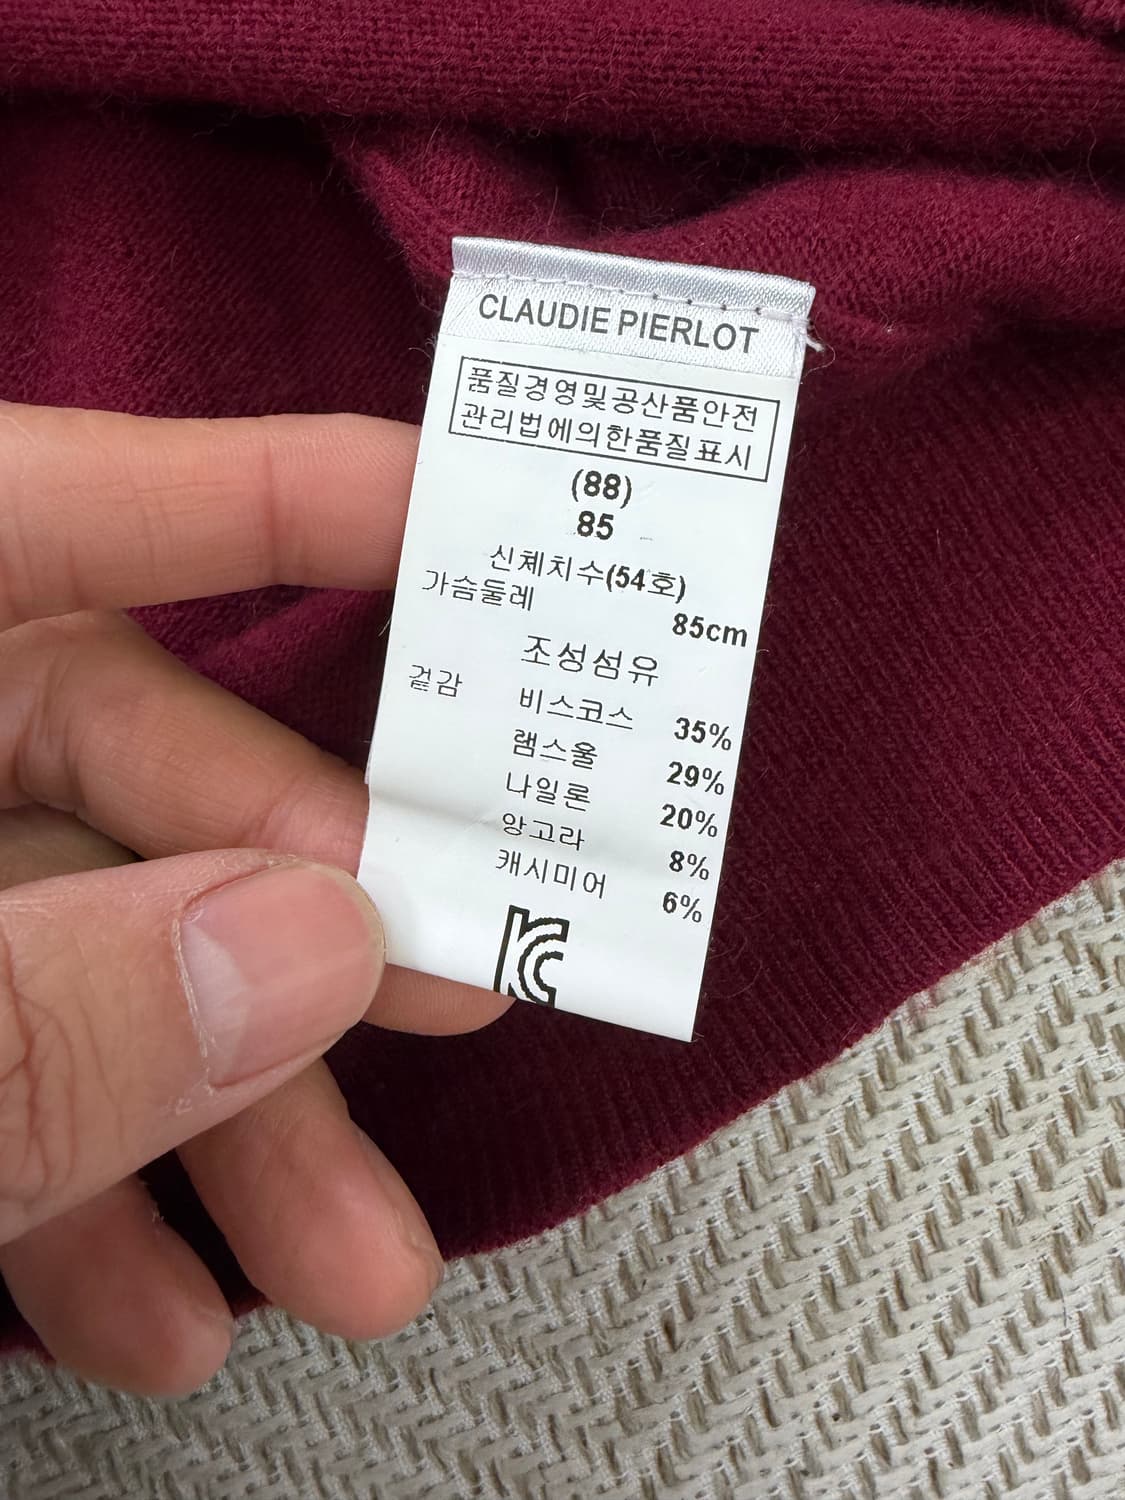 CLAUDIE PIERLOT
품질경영및공산품안전
관리법에의한품질표시
(88)
85
신체치수(54호)
가슴둘레 85cm
조성섬유
겉감 비스코스 35%
램스울 29%
나일론 20%
앙고라 8%
캐시미어 6%
KC